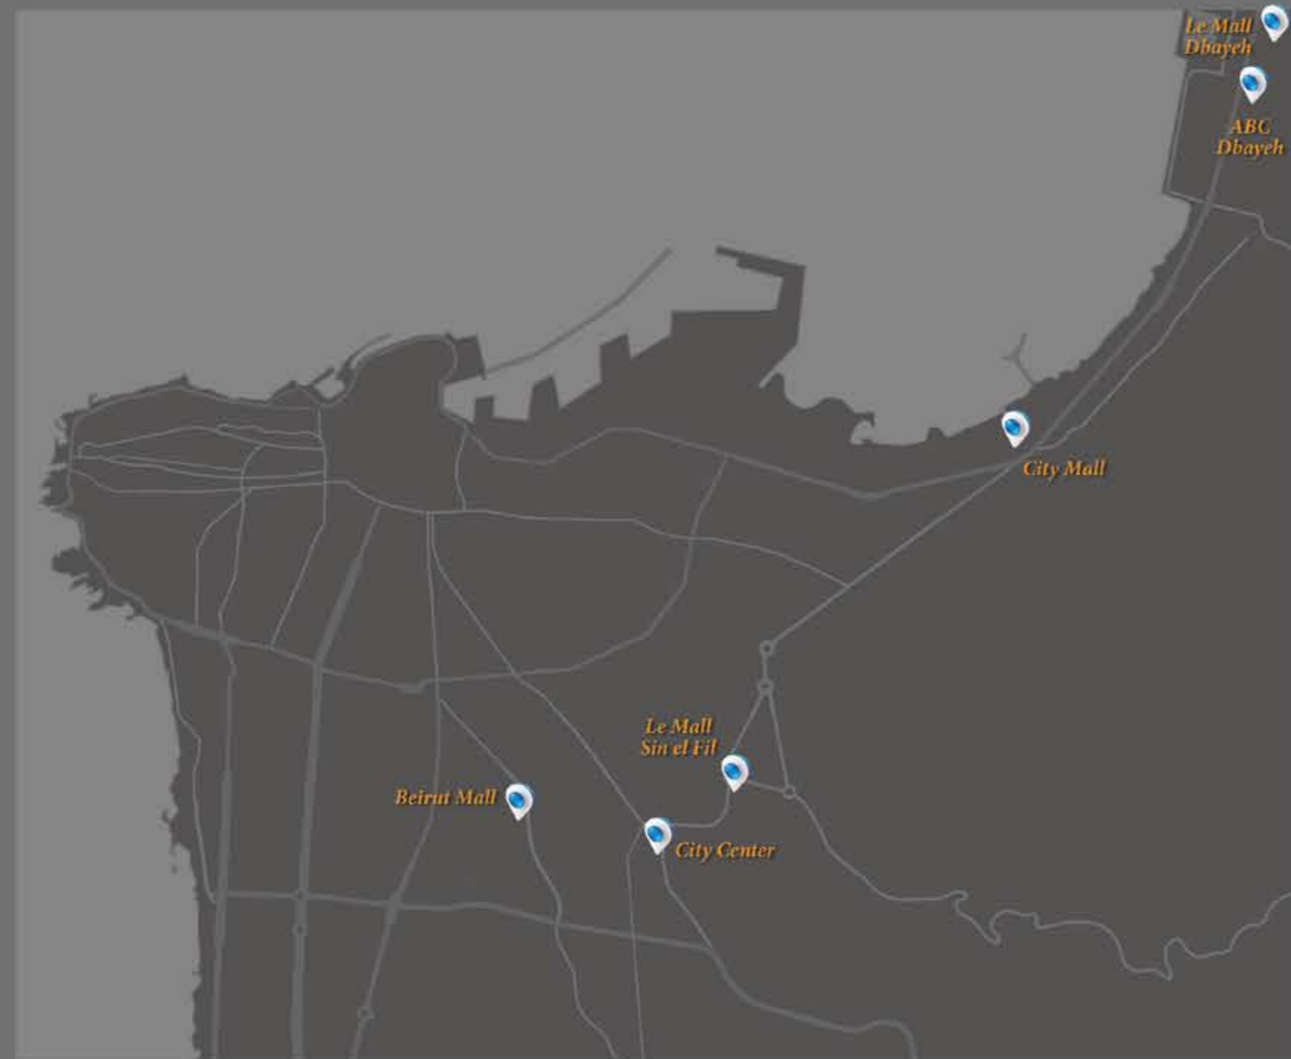 Le Mall
Dbayeh
ABC
Dbayeh
City Mall
Le Mall
Sin el Fil
Beirut Mall
City Center